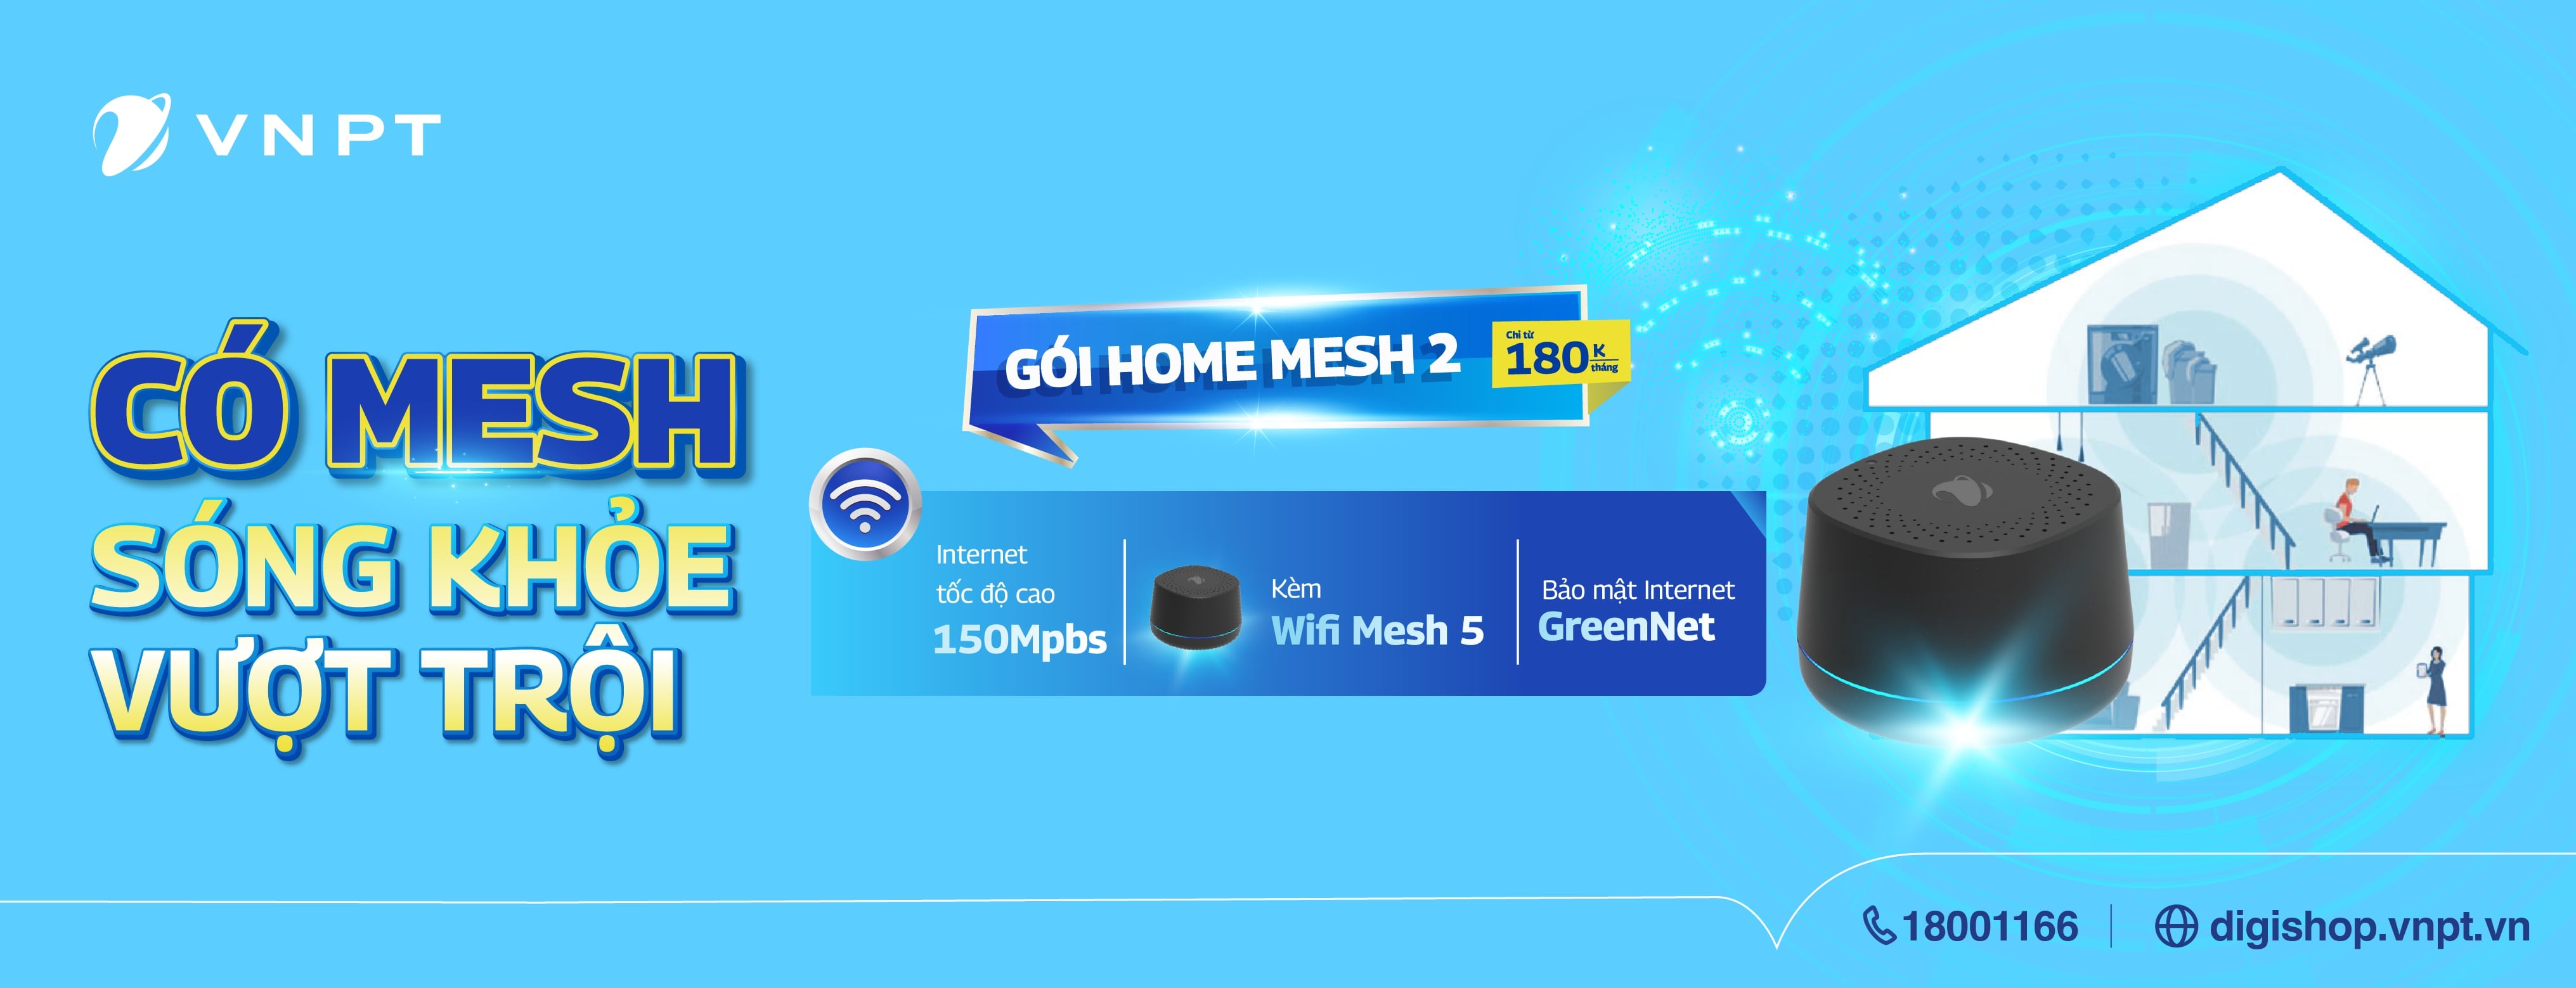 VNPT
CÓ MESH
SÓNG KHỎE
VƯỢT TRỘI
GÓI HOME MESH 2
Chỉ từ
180K
tháng
Internet
tốc độ cao
150Mpbs
Kèm
Wifi Mesh 5
Bảo mật Internet
GreenNet
18001166
digishop.vnpt.vn